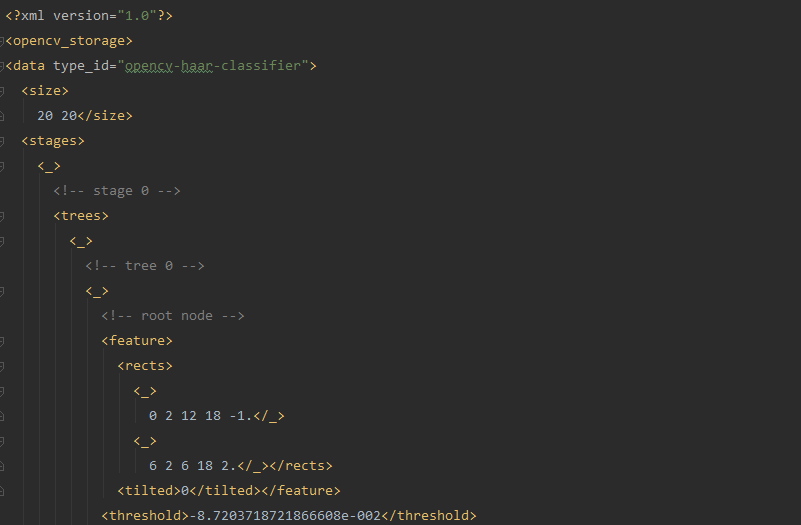 <?xml version="1.0"?>
<opencv_storage>
<data type_id="opencv-haar-classifier">
<size>
20 20</size>
<stages>
<_>
<!-- stage 0 -->
<trees>
<_>
<!-- tree 0 -->
<_>
<!-- root node -->
<feature>
<rects>
<_>
0 2 12 18 -1.</_>
<_>
6 2 6 18 2.</_></rects>
<tilted>0</tilted></feature>
<threshold>-8.7203718721866608e-002</threshold>